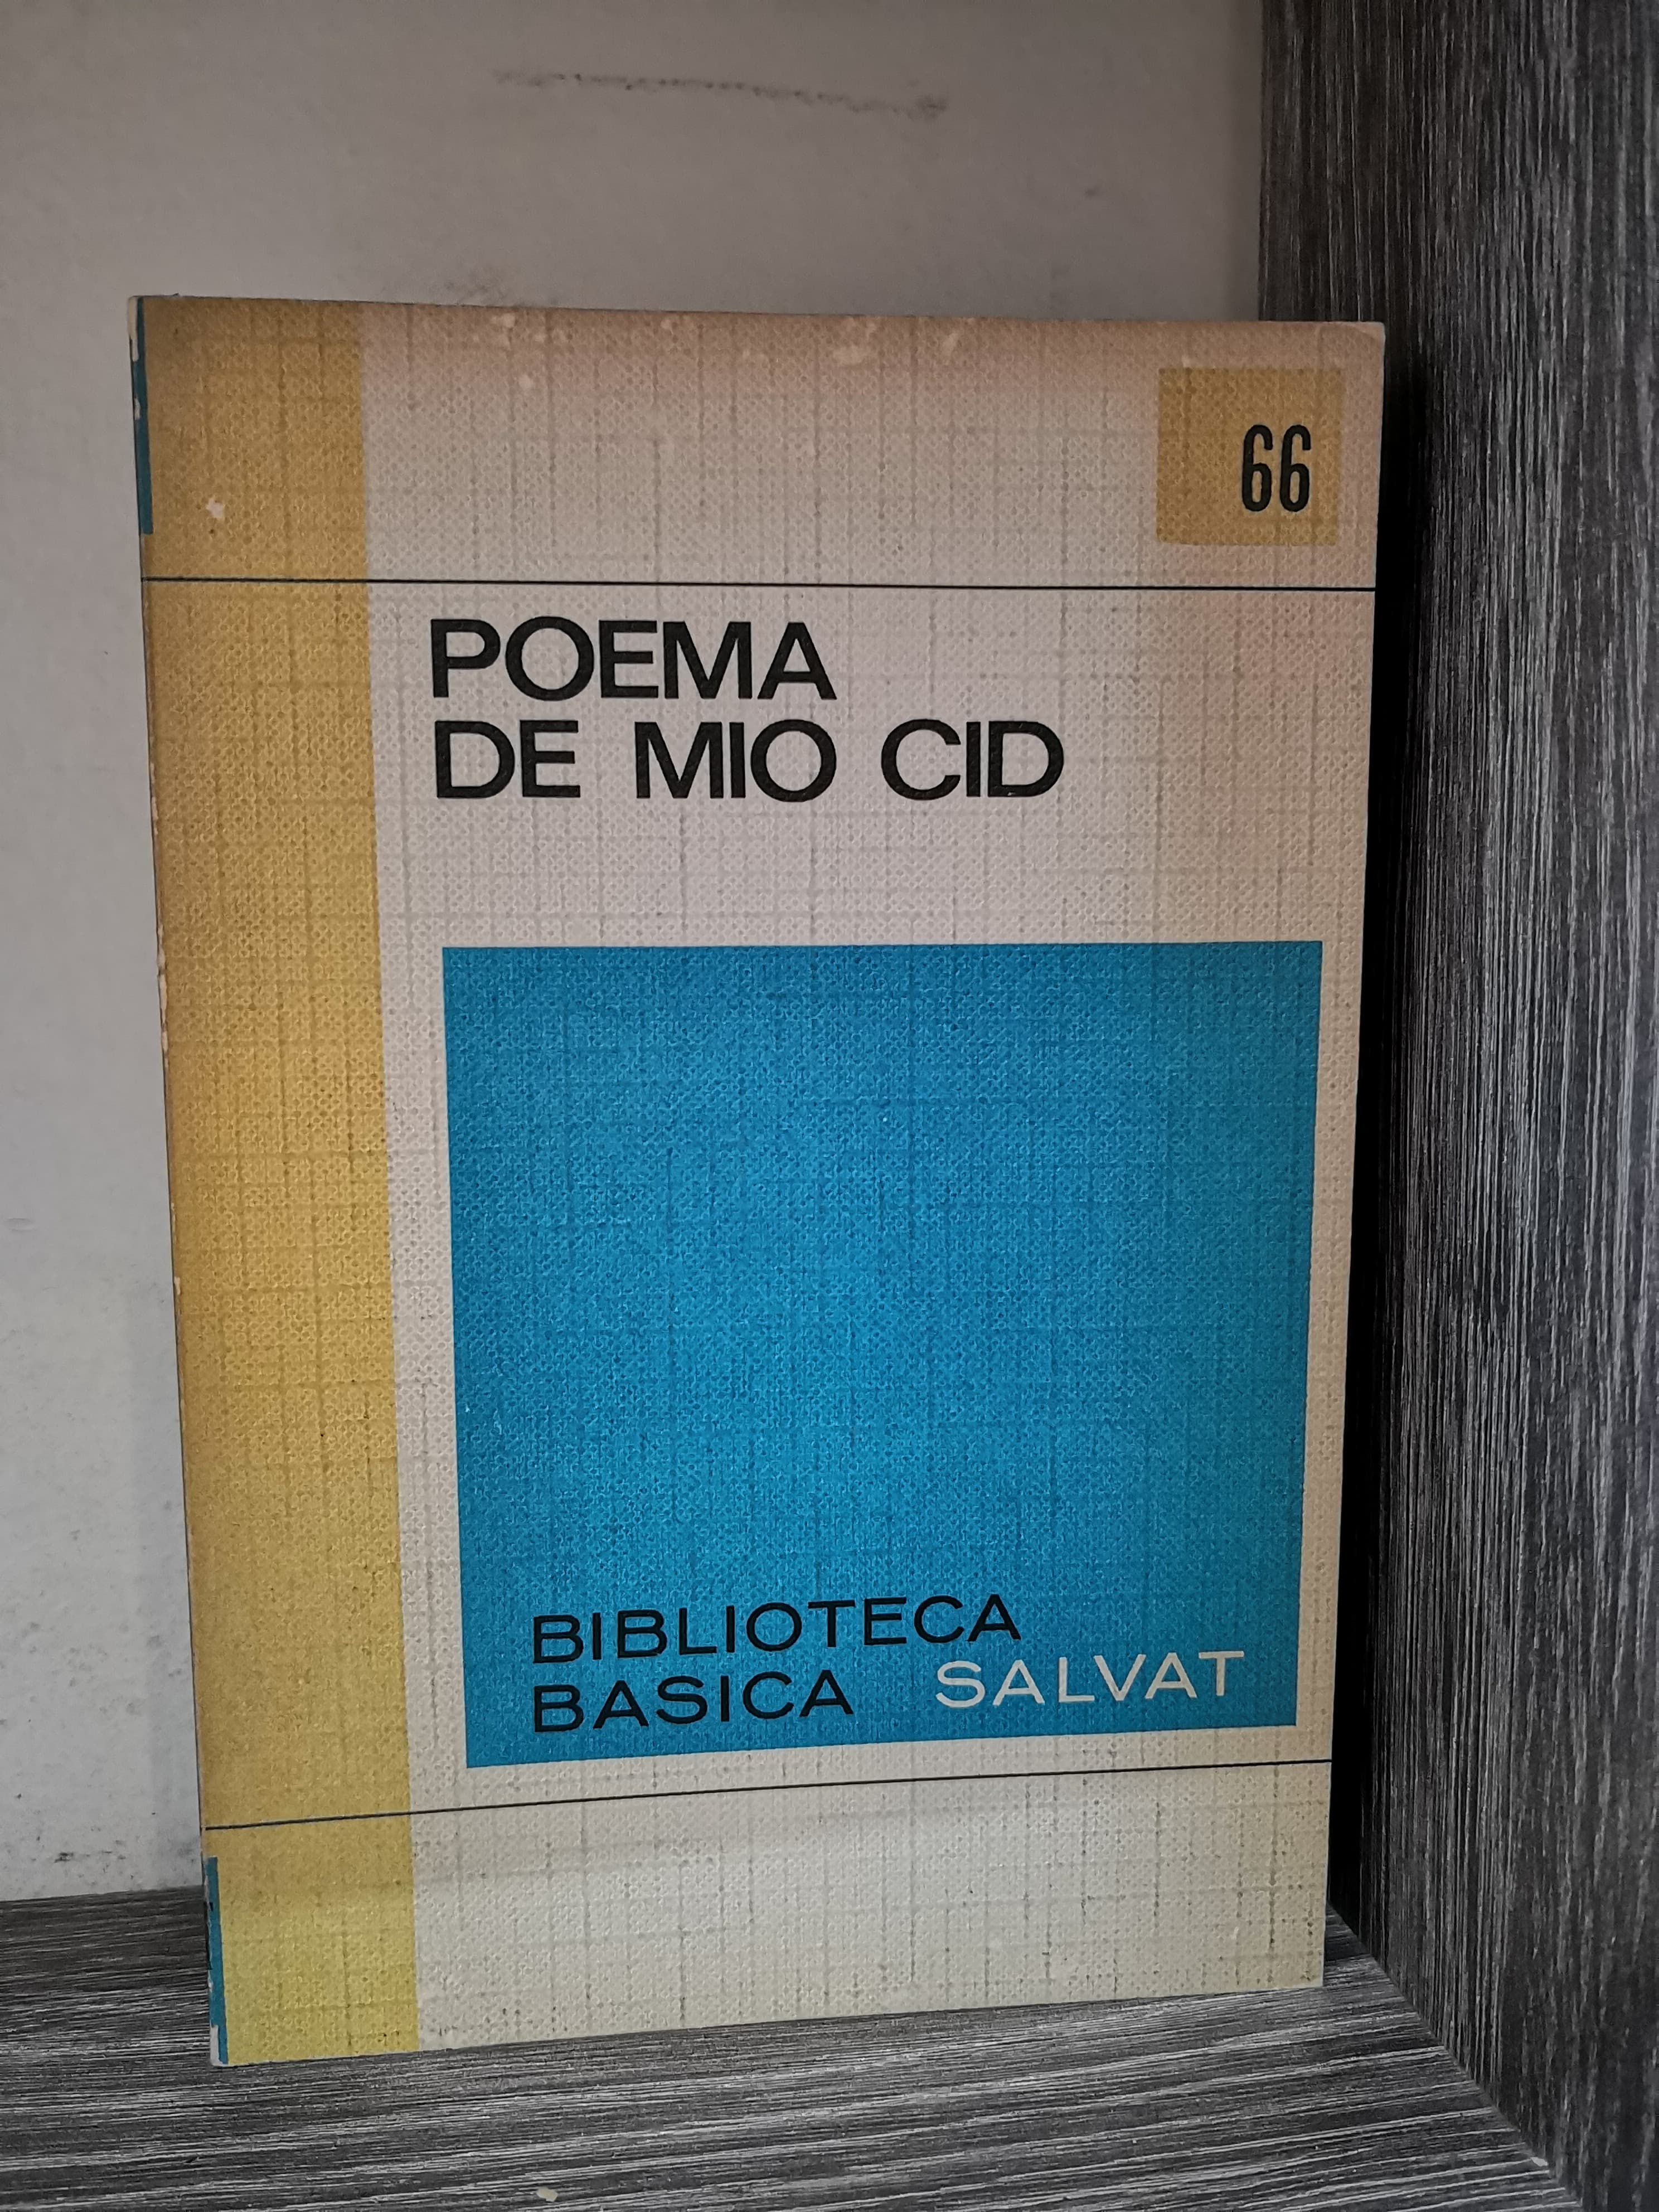 66
POEMA
DE MIO CID
BIBLIOTECA
BASICA SALVAT